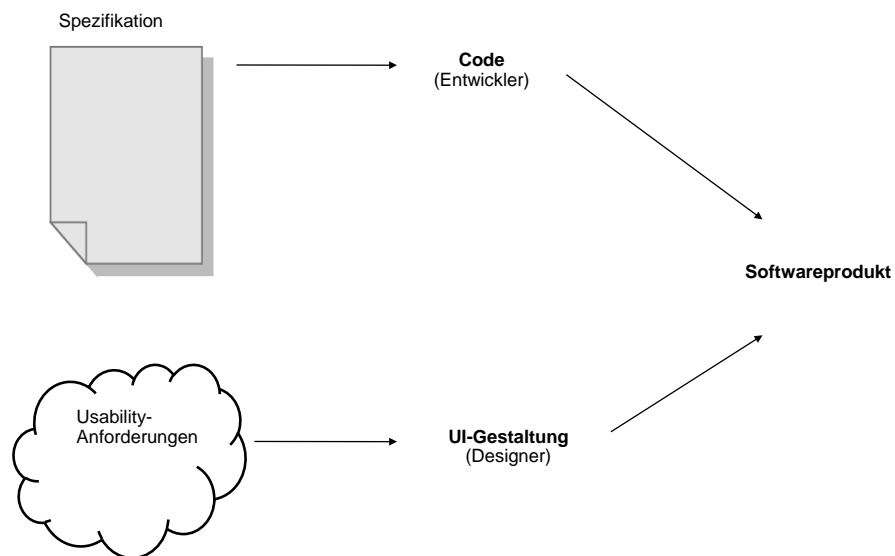 Spezifikation
Code
(Entwickler)
Softwareprodukt
Usability-
Anforderungen
UI-Gestaltung
(Designer)